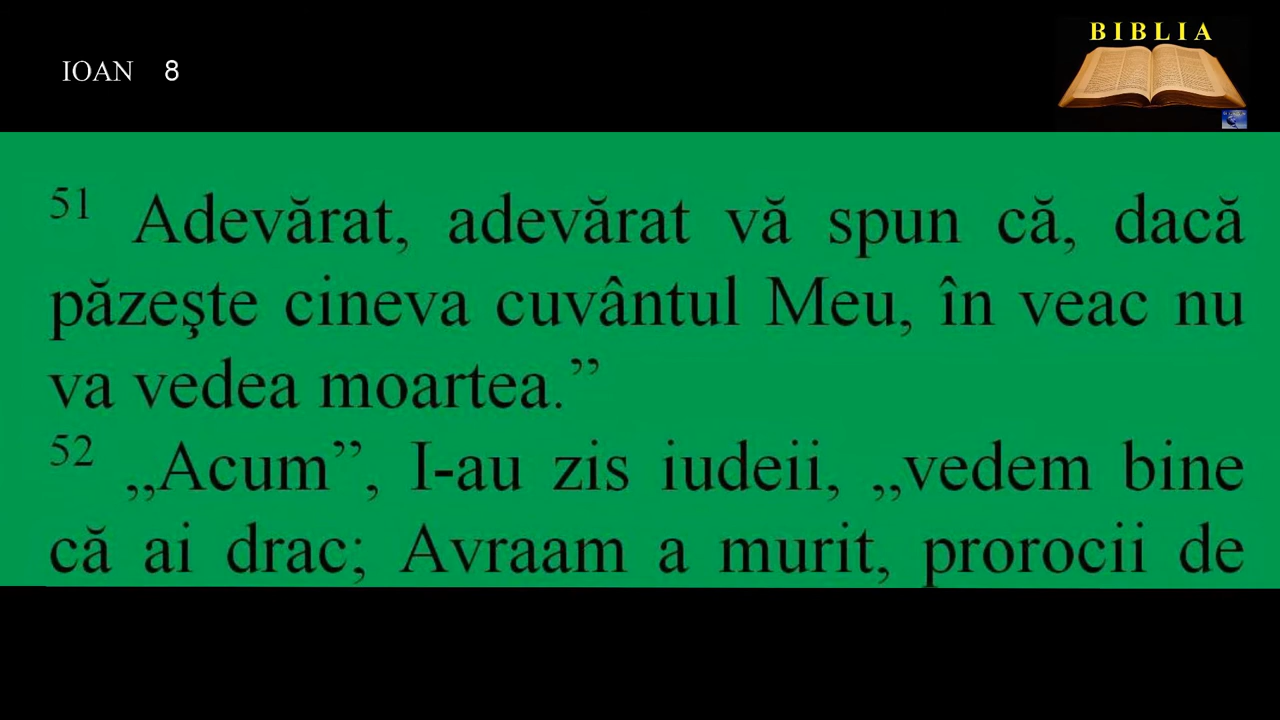 BIBLIA
IOAN 8
51 Adevărat, adevărat vă spun că, dacă
păzeşte cineva cuvântul Meu, în veac nu
va vedea moartea.”
52 „Acum”, I-au zis iudeii, „vedem bine
că ai drac; Avraam a murit, prorocii de